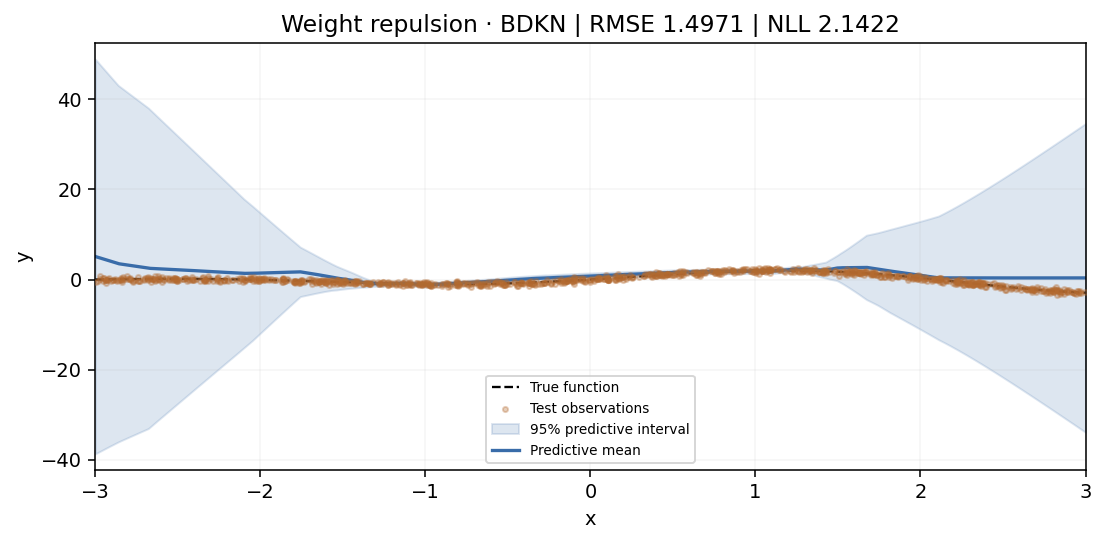 Weight repulsion · BDKN | RMSE 1.4971 | NLL 2.1422
40
20
0
−20
−40
y
True function
Test observations
95% predictive interval
Predictive mean
−3 −2 −1 0 1 2 3
x